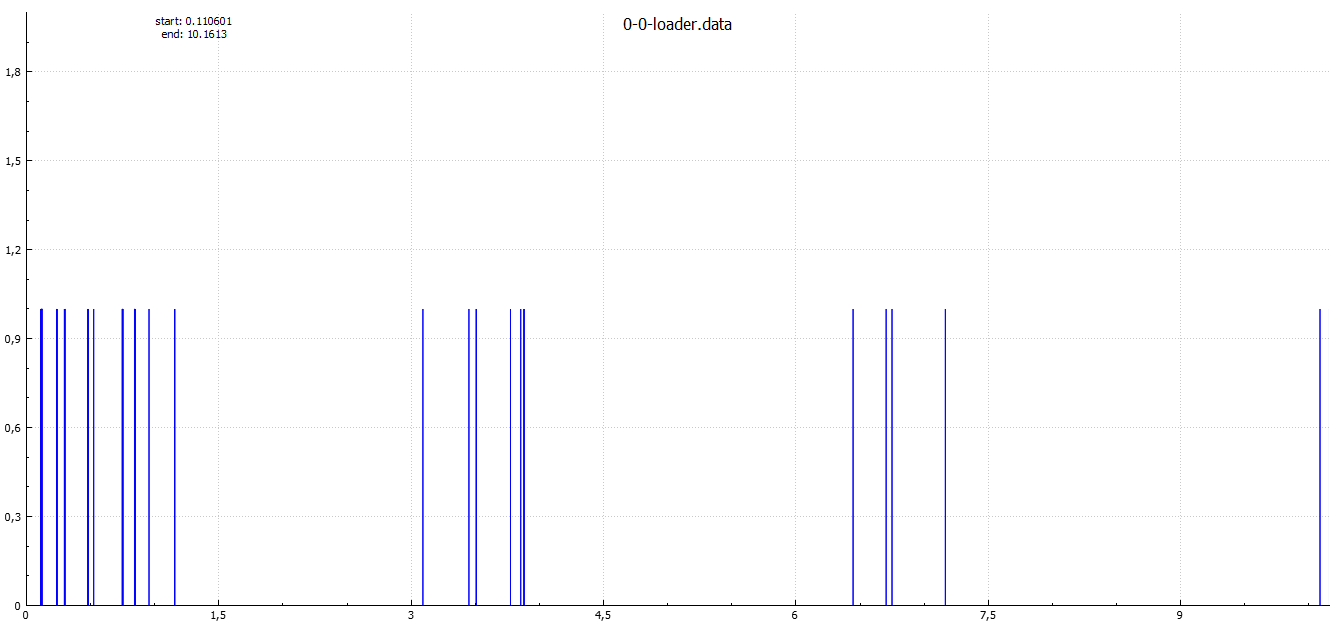 start: 0.110601
end: 10.1613
0-0-loader.data
1,8
1,5
1,2
0,9
0,6
0,3
0
0 1,5 3 4,5 6 7,5 9